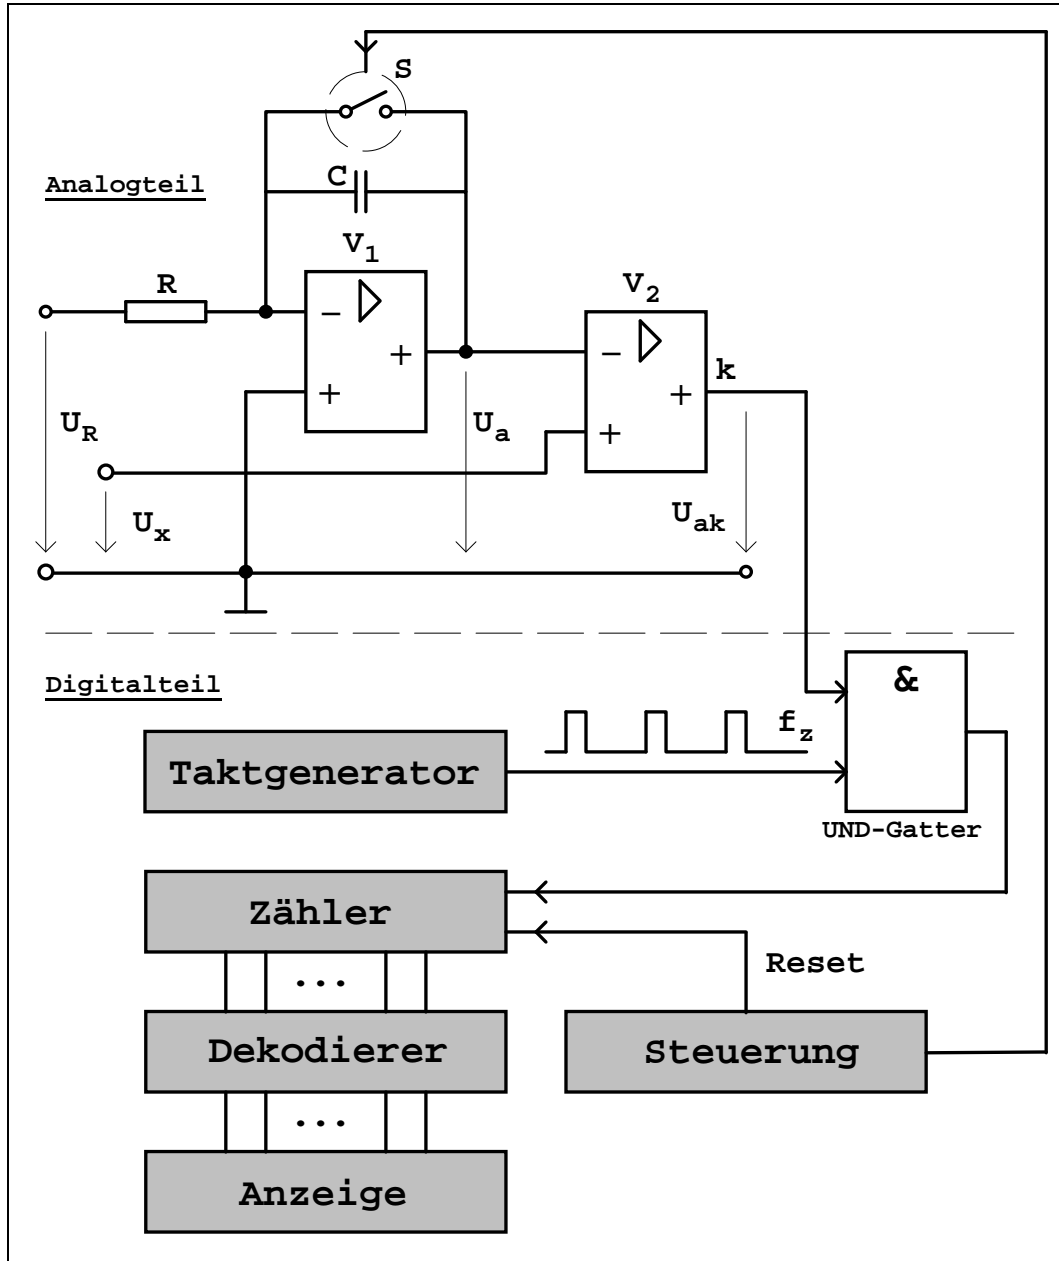 S
Analogteil
C
V1
R
V2
−
+
+
−
+
+
k
UR
Ua
Ux
Uak
Digitalteil
&
fz
Taktgenerator
UND-Gatter
Zähler
Reset
...
Dekodierer
Steuerung
...
Anzeige